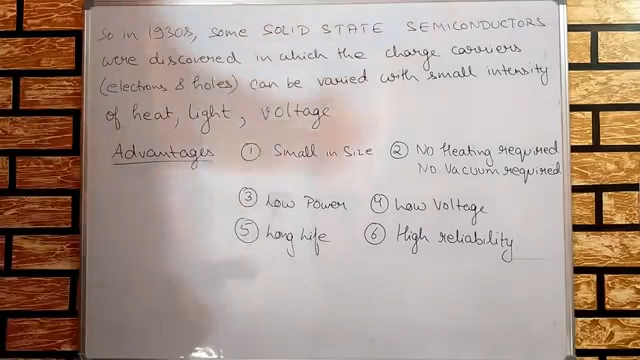 So in 1930s, some SOLID STATE SEMICONDUCTORS
were discovered in which the charge carriers
(electrons & holes) can be varied with small intensity
of heat, light, voltage
Advantages ① Small in Size ② No Heating required
No Vacuum required
③ Low Power ④ Low Voltage
⑤ Long Life ⑥ High reliability